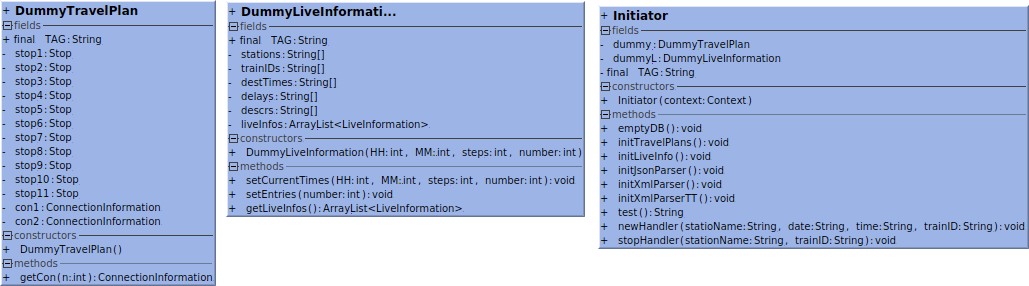 + DummyTravelPlan
fields
+ final TAG:String
- stop1:Stop
- stop2:Stop
- stop3:Stop
- stop4:Stop
- stop5:Stop
- stop6:Stop
- stop7:Stop
- stop8:Stop
- stop9:Stop
- stop10:Stop
- stop11:Stop
- con1:ConnectionInformation
- con2:ConnectionInformation
constructors
+ DummyTravelPlan()
methods
+ getCon(n:int):ConnectionInformation
+ DummyLiveInformati...
fields
+ final TAG:String
- stations:String[]
- trainIDs:String[]
- destTimes:String[]
- delays:String[]
- descrs:String[]
- liveInfos:ArrayList<LiveInformation>
constructors
+ DummyLiveInformation(HH:int, MM:int, steps:int, number:int)
methods
+ setCurrentTimes(HH:int, MM:int, steps:int, number:int):void
+ setEntries(number:int):void
+ getLiveInfos():ArrayList<LiveInformation>
+ Initiator
fields
- dummy:DummyTravelPlan
- dummyL:DummyLiveInformation
- final TAG:String
constructors
+ Initiator(context:Context)
methods
+ emptyDB():void
+ initTravelPlans():void
+ initLiveInfo():void
+ initJsonParser():void
+ initXmlParser():void
+ initXmlParserTT():void
+ test():String
+ newHandler(statioName:String, date:String, time:String, trainID:String):void
+ stopHandler(stationName:String, trainID:String):void